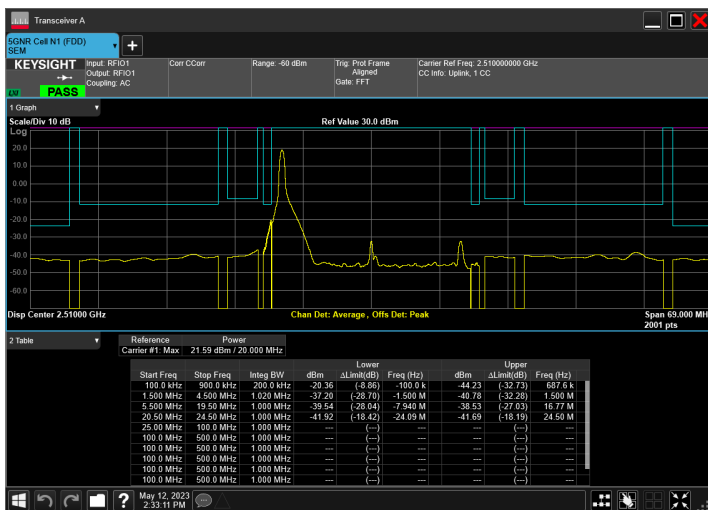 Transceiver A
5GNR Cell N1 (FDD)
SEM
KEYSIGHT
LXI
PASS
Input: RFIO1
Output: RFIO1
Coupling: AC
Corr CCorr
Range: -60 dBm
Trig: Prot Frame
Aligned
Gate: FFT
Carrier Ref Freq: 2.510000000 GHz
CC Info: Uplink, 1 CC
1 Graph
Scale/Div 10 dB
Ref Value 30.0 dBm
Log
20.0
10.0
0.00
-10.0
-20.0
-30.0
-40.0
-50.0
-60.0
Disp Center 2.51000 GHz
Chan Det: Average, Offs Det: Peak
Span 69.000 MH
2001 pts
2 Table
Reference Power
Carrier #1: Max 21.59 dBm / 20.000 MHz
Lower Upper
Start Freq Stop Freq Integ BW dBm ΔLimit(dB) Freq (Hz) dBm ΔLimit(dB) Freq (Hz)
100.0 kHz 900.0 kHz 200.0 kHz -20.36 (-8.86) -100.0 k -44.23 (-32.73) 687.6 k
1.500 MHz 4.500 MHz 1.020 MHz -37.20 (-28.70) -1.500 M -40.78 (-32.28) 1.500 M
5.500 MHz 19.50 MHz 1.000 MHz -39.54 (-28.04) -7.940 M -38.53 (-27.03) 16.77 M
20.50 MHz 24.50 MHz 1.000 MHz -41.92 (-18.42) -24.09 M -41.69 (-18.19) 24.50 M
25.00 MHz 100.0 MHz 1.000 MHz --- (---) --- --- (---) ---
100.0 MHz 500.0 MHz 1.000 MHz --- (---) --- --- (---) ---
100.0 MHz 500.0 MHz 1.000 MHz --- (---) --- --- (---) ---
100.0 MHz 500.0 MHz 1.000 MHz --- (---) --- --- (---) ---
100.0 MHz 500.0 MHz 1.000 MHz --- (---) --- --- (---) ---
100.0 MHz 500.0 MHz 1.000 MHz --- (---) --- --- (---) ---
?
May 12, 2023
2:33:11 PM